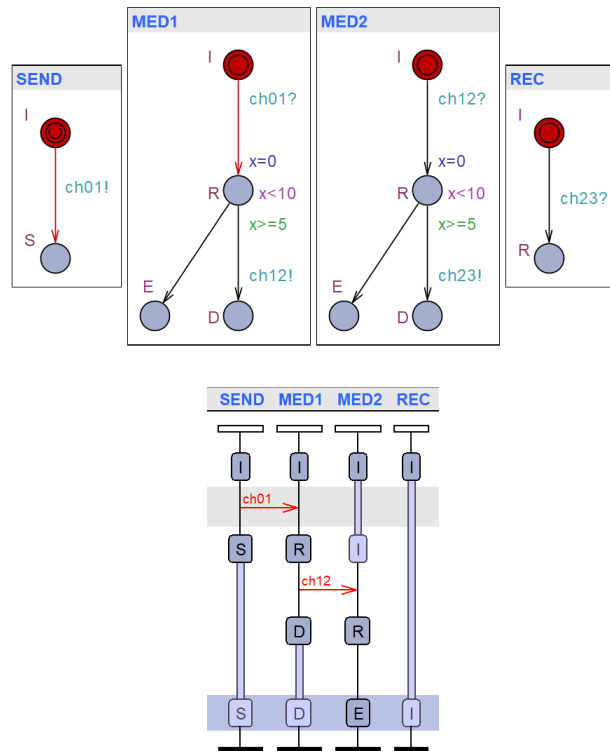 MED1
MED2
SEND
REC
I
I
I
I
ch01?
ch12?
ch01!
ch23?
x=0
x=0
R
x<10
R
x<10
x>=5
x>=5
S
R
E
ch12!
E
ch23!
D
D
SEND MED1 MED2 REC
I I I I
ch01
S R I
ch12
D R
S D E I